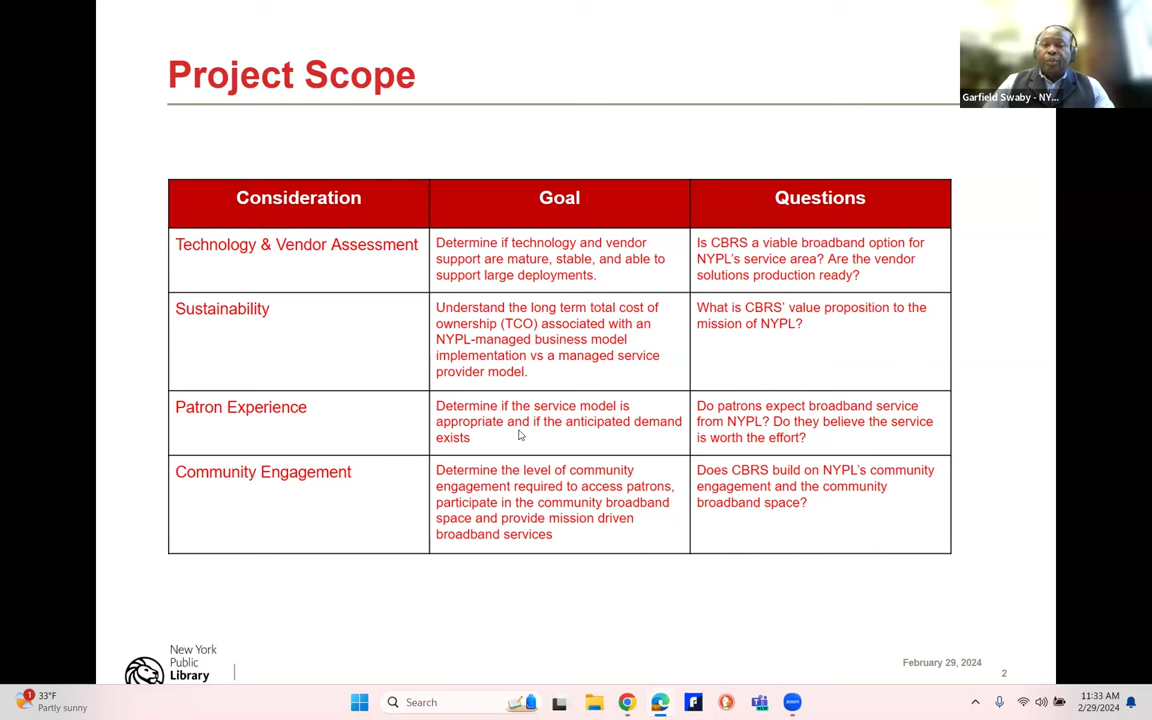 Project Scope
Garfield Swaby - NY...
Consideration
Goal
Questions
Technology & Vendor Assessment
Determine if technology and vendor
support are mature, stable, and able to
support large deployments.
Is CBRS a viable broadband option for
NYPL's service area? Are the vendor
solutions production ready?
Sustainability
Understand the long term total cost of
ownership (TCO) associated with an
NYPL-managed business model
implementation vs a managed service
provider model.
What is CBRS' value proposition to the
mission of NYPL?
Patron Experience
Determine if the service model is
appropriate and if the anticipated demand
exists
Do patrons expect broadband service
from NYPL? Do they believe the service
is worth the effort?
Community Engagement
Determine the level of community
engagement required to access patrons,
participate in the community broadband
space and provide mission driven
broadband services
Does CBRS build on NYPL's community
engagement and the community
broadband space?
New York
Public
Library
February 29, 2024
2
1
33°F
Partly sunny
Search
zoom
11:33 AM
2/29/2024